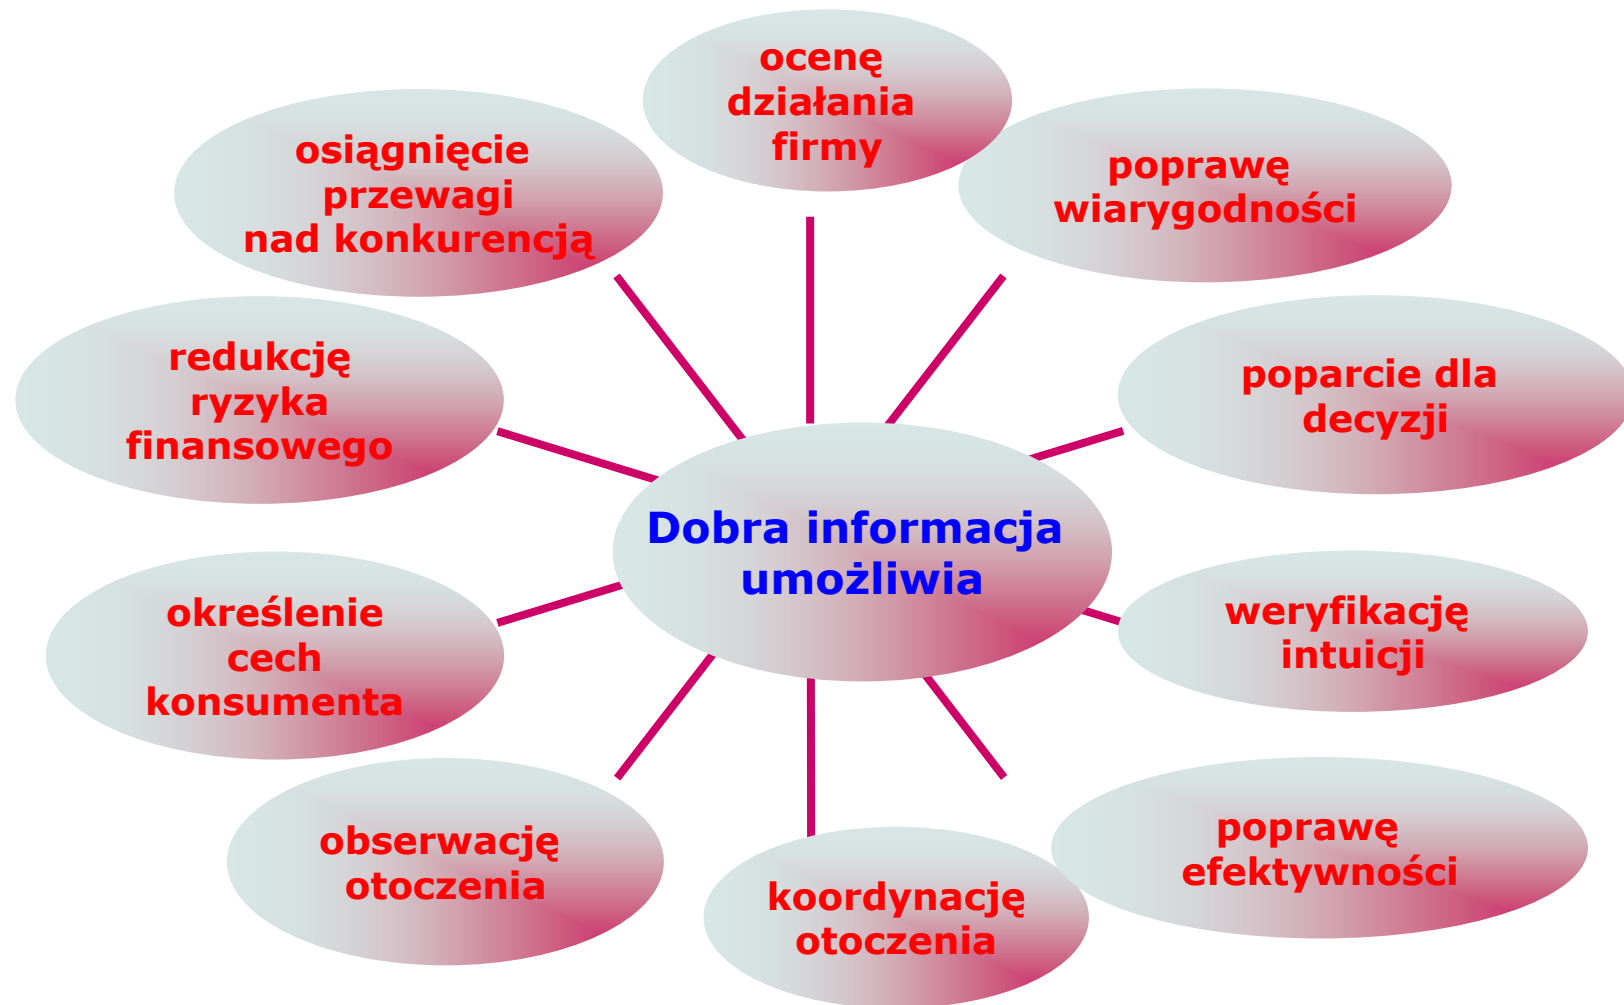 ocenę
działania
firmy
osiągnięcie
przewagi
nad konkurencją
poprawę
wiarygodności
redukcję
ryzyka
finansowego
poparcie dla
decyzji
Dobra informacja
umożliwia
określenie
cech
konsumenta
weryfikację
intuicji
obserwację
otoczenia
koordynację
otoczenia
poprawę
efektywności